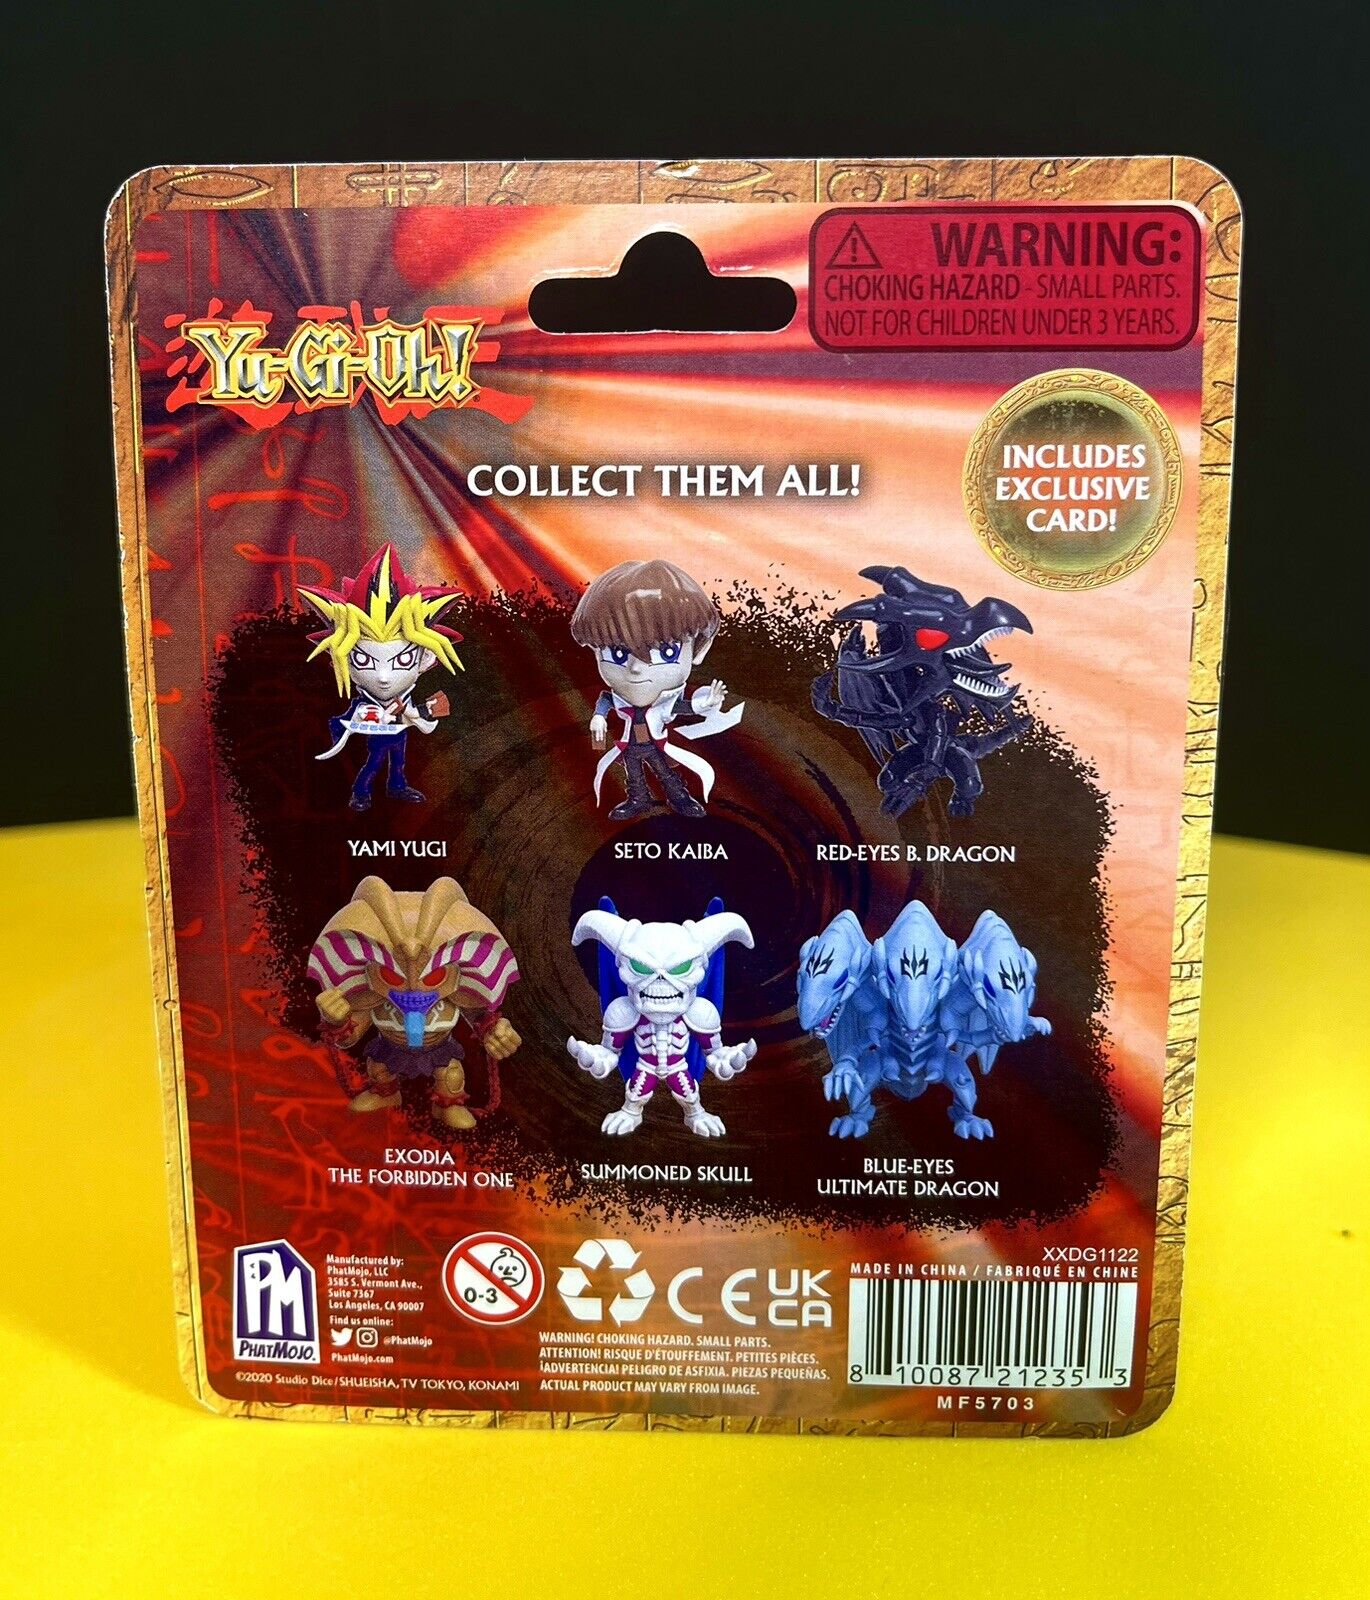 WARNING:
CHOKING HAZARD - SMALL PARTS.
NOT FOR CHILDREN UNDER 3 YEARS.
Yu-Gi-Oh!
COLLECT THEM ALL!
INCLUDES
EXCLUSIVE
CARD!
YAMI YUGI
SETO KAIBA
RED-EYES B. DRAGON
EXODIA
THE FORBIDDEN ONE
SUMMONED SKULL
BLUE-EYES
ULTIMATE DRAGON
PM
PHATMOJO.
Manufactured by:
PhatMojo, LLC
3585 S. Vermont Ave.,
Suite 7367
Los Angeles, CA 90007
Find us online:
@PhatMojo
PhatMojo.com
©2020 Studio Dice/SHUEISHA, TV TOKYO, KONAMI
0-3
CE
UK
CA
WARNING! CHOKING HAZARD. SMALL PARTS.
ATTENTION! RISQUE D'ÉTOUFFEMENT. PETITES PIÈCES.
¡ADVERTENCIA! PELIGRO DE ASFIXIA. PIEZAS PEQUEÑAS.
ACTUAL PRODUCT MAY VARY FROM IMAGE.
XXDG1122
MADE IN CHINA / FABRIQUÉ EN CHINE
8 10087 21235 3
MF5703